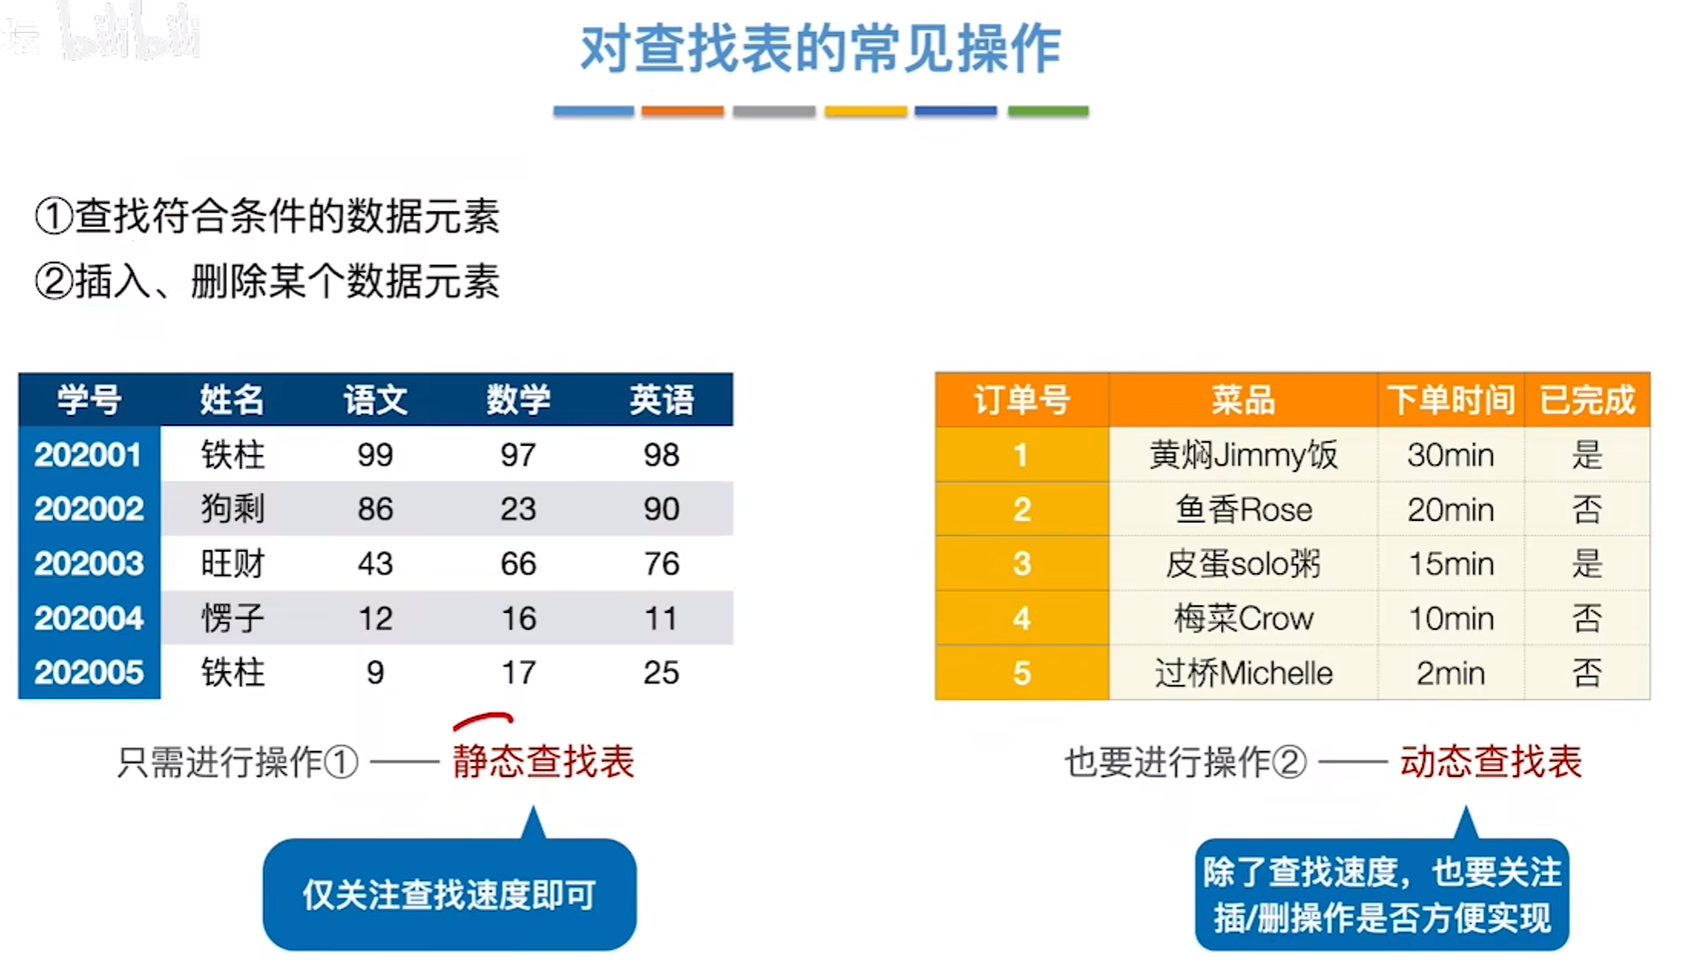 坛 bilibili
对查找表的常见操作
①查找符合条件的数据元素
②插入、删除某个数据元素
学号 姓名 语文 数学 英语
202001 铁柱 99 97 98
202002 狗剩 86 23 90
202003 旺财 43 66 76
202004 愣子 12 16 11
202005 铁柱 9 17 25
只需进行操作① —— 静态查找表
仅关注查找速度即可
订单号 菜品 下单时间 已完成
1 黄焖Jimmy饭 30min 是
2 鱼香Rose 20min 否
3 皮蛋solo粥 15min 是
4 梅菜Crow 10min 否
5 过桥Michelle 2min 否
也要进行操作② —— 动态查找表
除了查找速度，也要关注
插/删操作是否方便实现